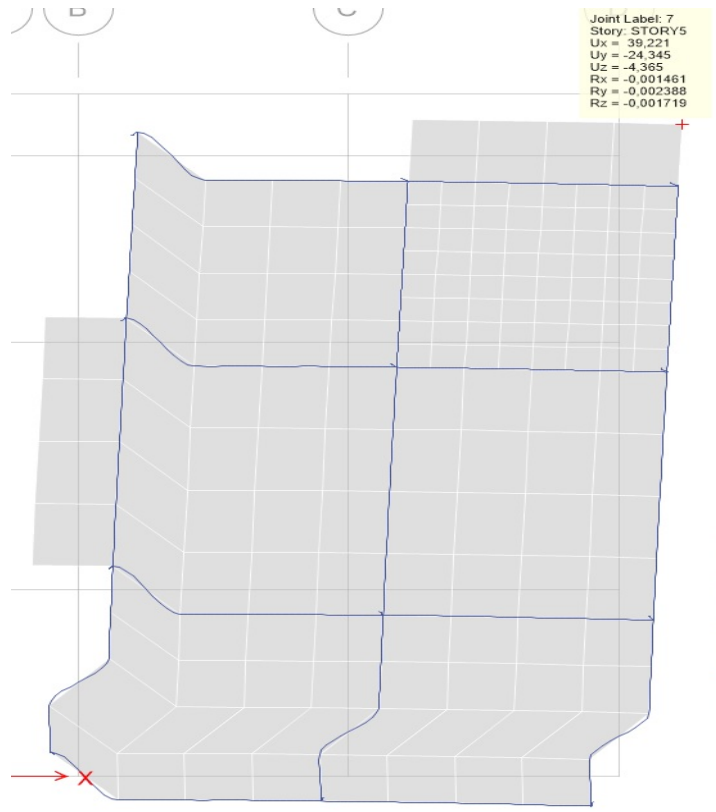 B
C
Joint Label: 7
Story: STORY5
Ux = 39,221
Uy = -24,345
Uz = -4,365
Rx = -0,001461
Ry = -0,002388
Rz = -0,001719